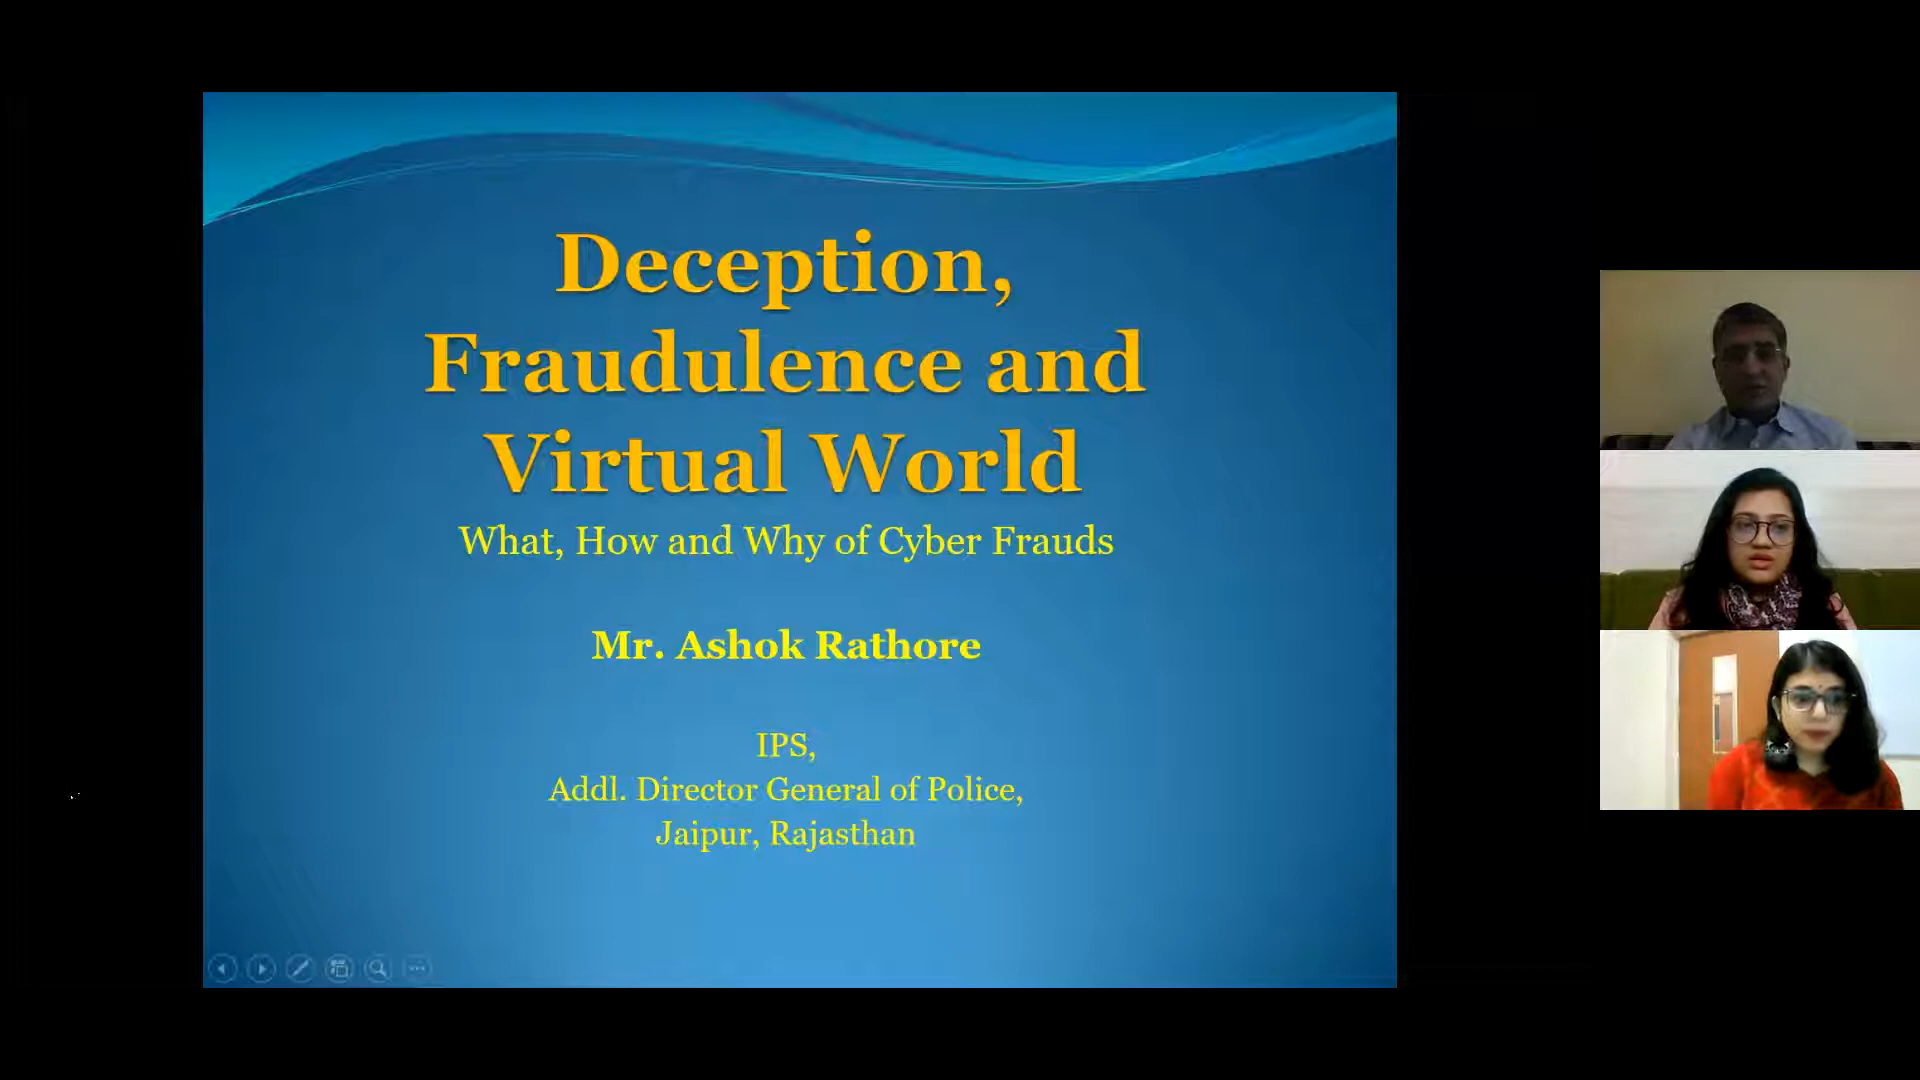 Deception,
Fraudulence and
Virtual World
What, How and Why of Cyber Frauds
Mr. Ashok Rathore
IPS,
Addl. Director General of Police,
Jaipur, Rajasthan